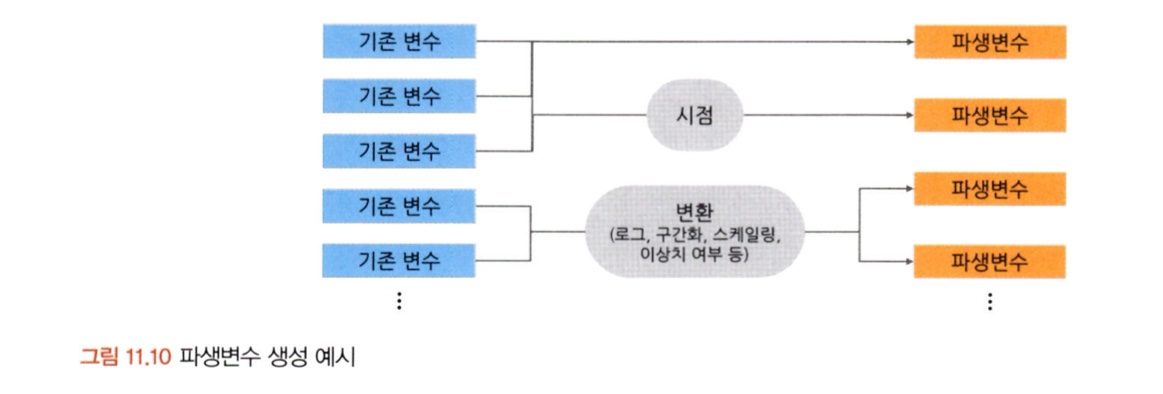 기존 변수
파생변수
기존 변수
시점
파생변수
기존 변수
기존 변수
변환
(로그, 구간화, 스케일링,
이상치 여부 등)
파생변수
기존 변수
파생변수
그림 11.10 파생변수 생성 예시